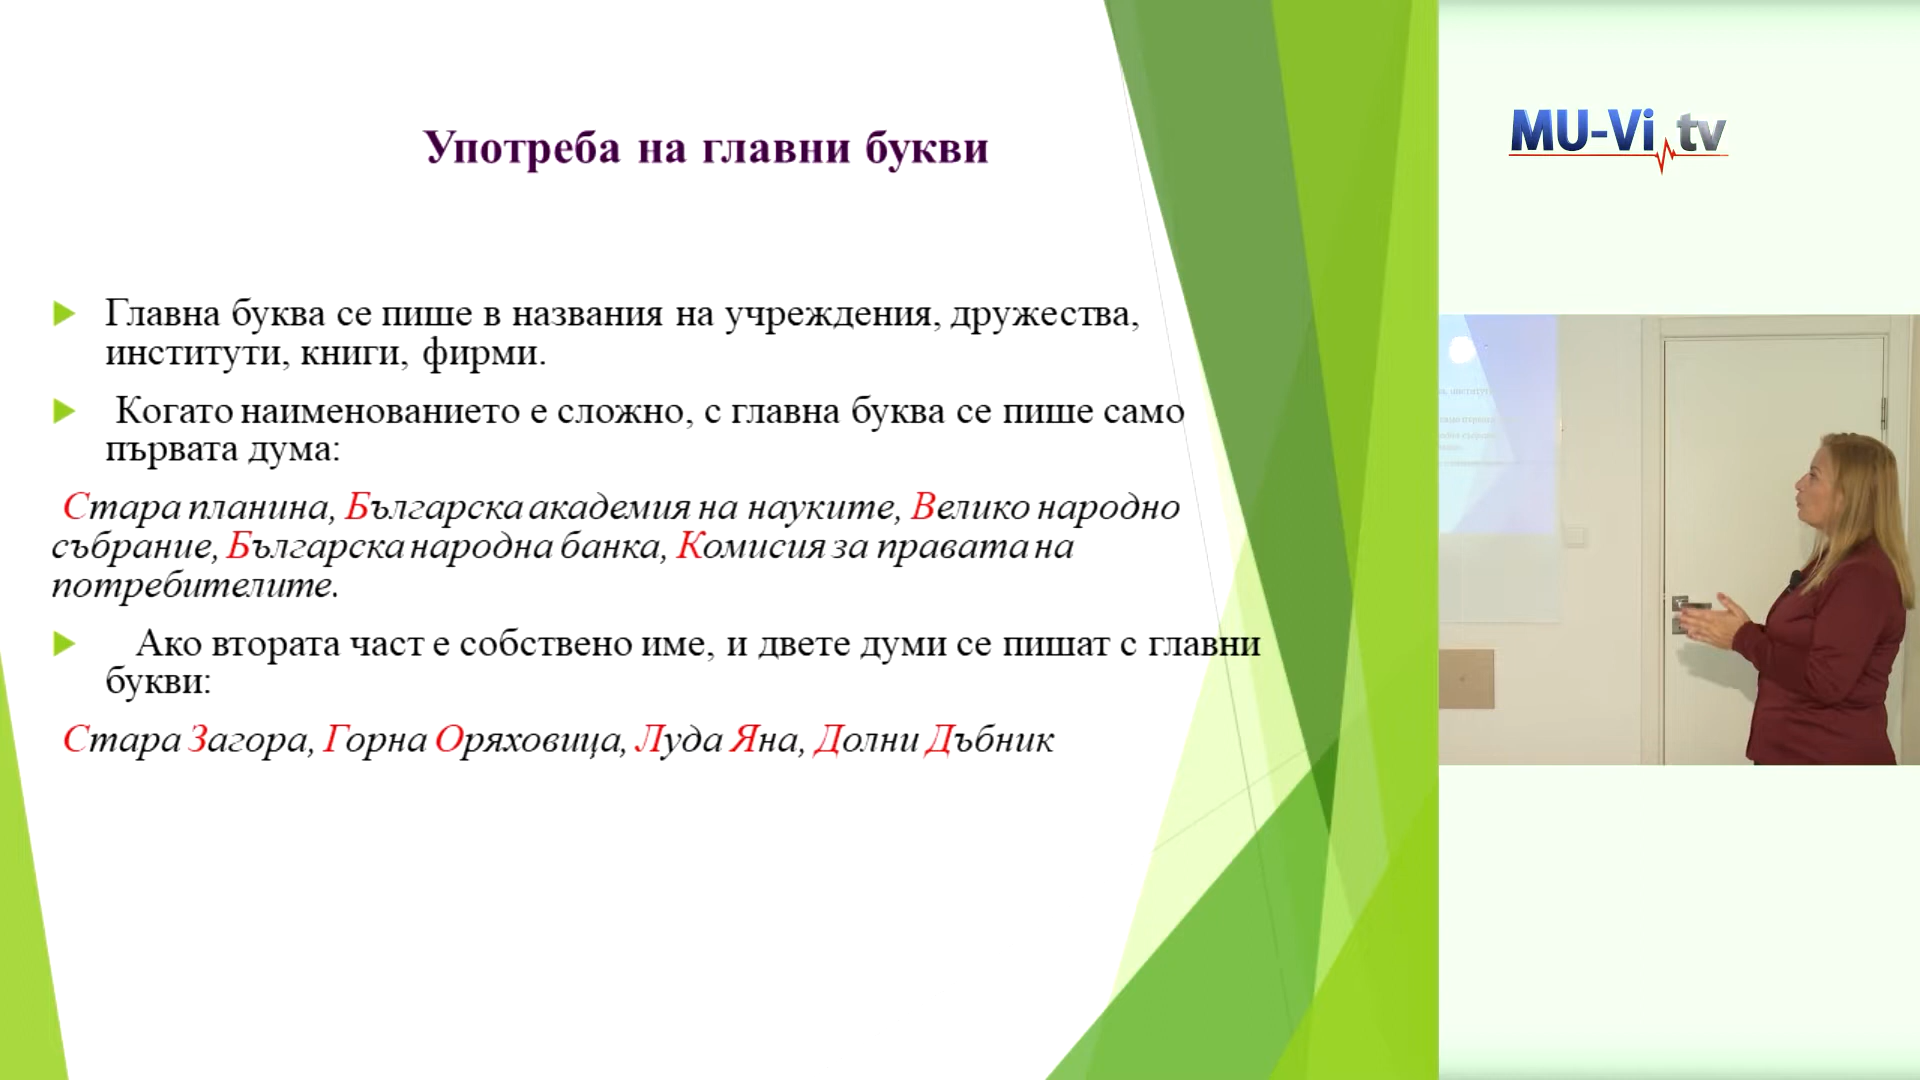 Употреба на главни букви
MU-Vi tv
Главна буква се пише в названия на учреждения, дружества,
институти, книги, фирми.
Когато наименованието е сложно, с главна буква се пише само
първата дума:
Стара планина, Българска академия на науките, Велико народно
събрание, Българска народна банка, Комисия за правата на
потребителите.
Ако втората част е собствено име, и двете думи се пишат с главни
букви:
Стара Загора, Горна Оряховица, Луда Яна, Долни Дъбник